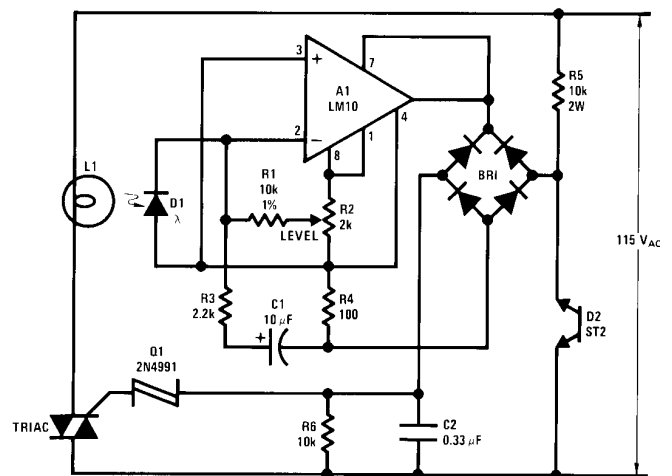 3
7
A1
LM10
4
2
1
8
R5
10k
2W
L1
BRI
R1
10k
1%
D1
λ
R2
2k
LEVEL
115 VAC
R3
2.2k
C1
10 μF
R4
100
D2
ST2
Q1
2N4991
TRIAC
R6
10k
C2
0.33 μF